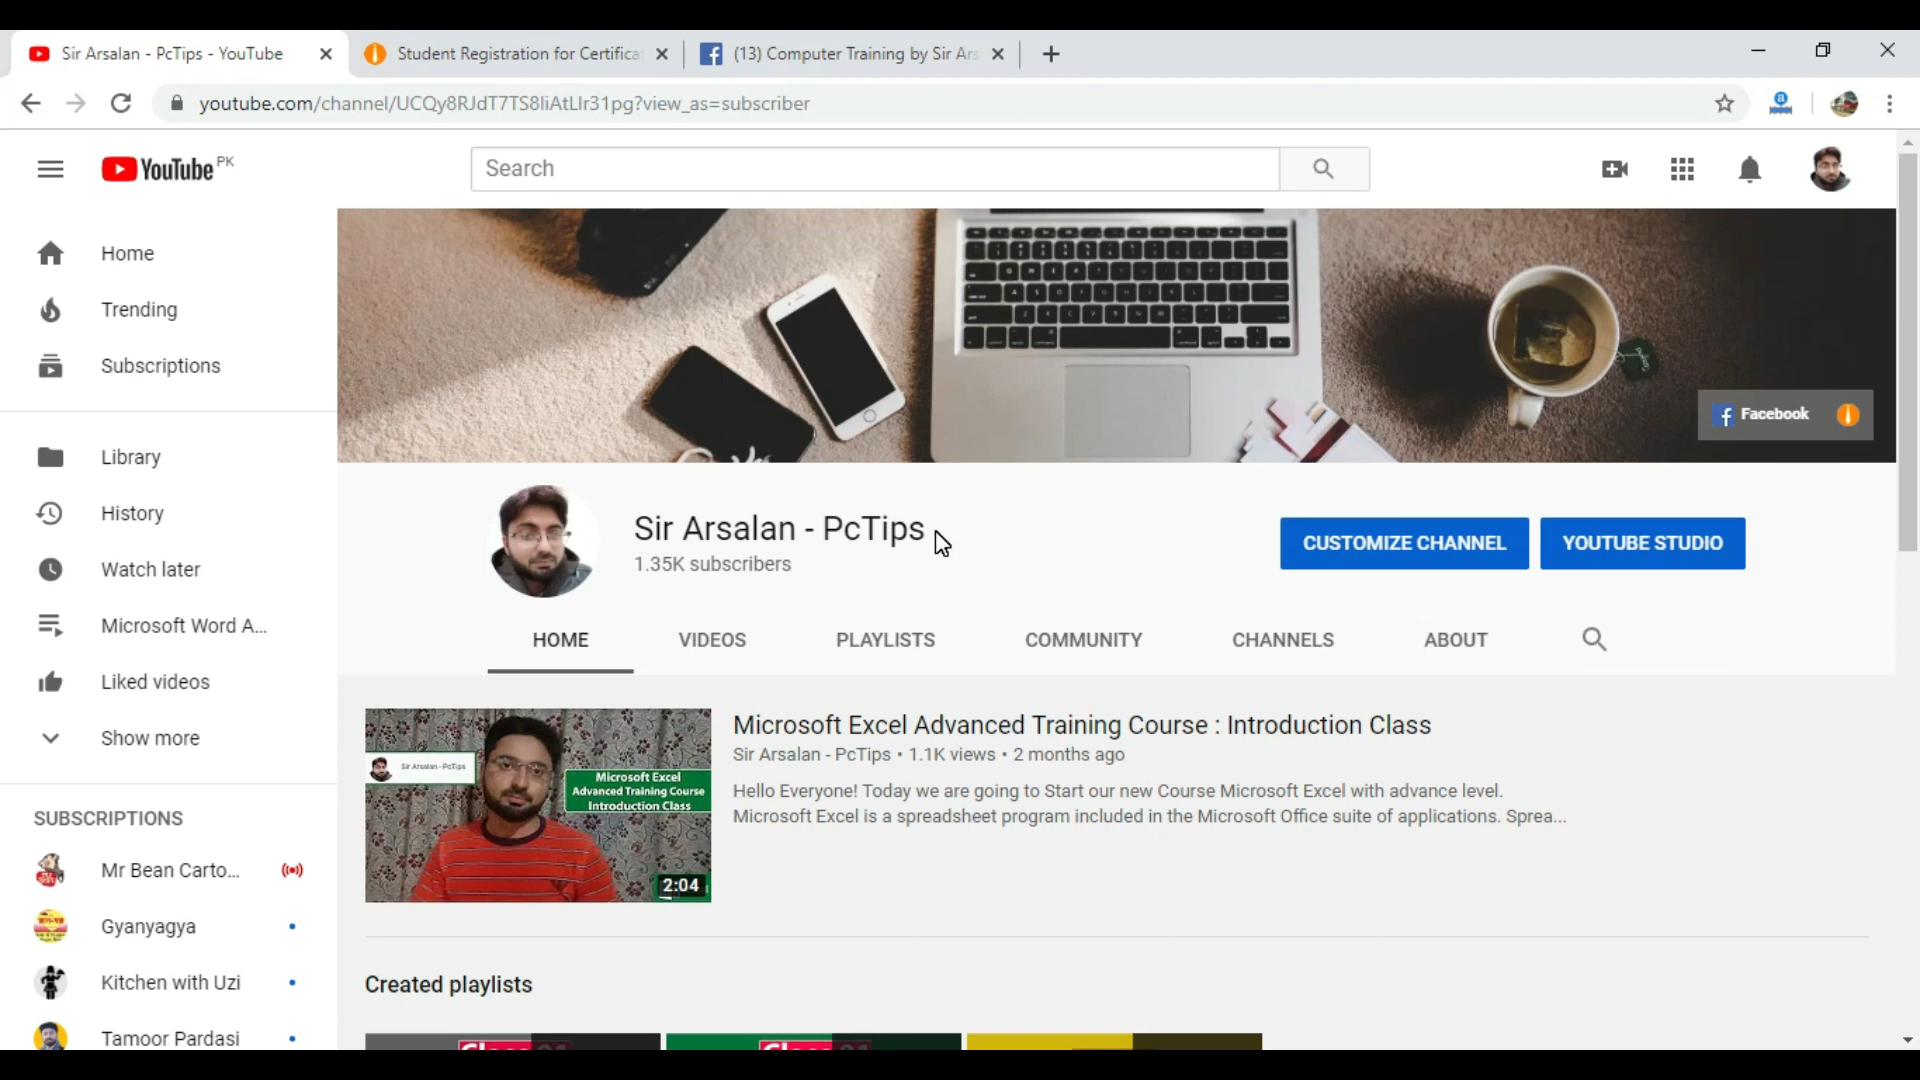 Sir Arsalan - PcTips - YouTube
Student Registration for Certifica
(13) Computer Training by Sir Ars
youtube.com/channel/UCQy8RJdT7TS8IiAtLIr31pg?view_as=subscriber
YouTube PK
Search
Home
Trending
Subscriptions
Library
History
Watch later
Microsoft Word A...
Liked videos
Show more
SUBSCRIPTIONS
Mr Bean Carto...
Gyanyagya
Kitchen with Uzi
Tamoor Pardasi
Facebook
Sir Arsalan - PcTips
1.35K subscribers
CUSTOMIZE CHANNEL
YOUTUBE STUDIO
HOME
VIDEOS
PLAYLISTS
COMMUNITY
CHANNELS
ABOUT
Sir Arsalan - PcTips
Microsoft Excel
Advanced Training Course
Introduction Class
2:04
Microsoft Excel Advanced Training Course : Introduction Class
Sir Arsalan - PcTips • 1.1K views • 2 months ago
Hello Everyone! Today we are going to Start our new Course Microsoft Excel with advance level.
Microsoft Excel is a spreadsheet program included in the Microsoft Office suite of applications. Sprea...
Created playlists